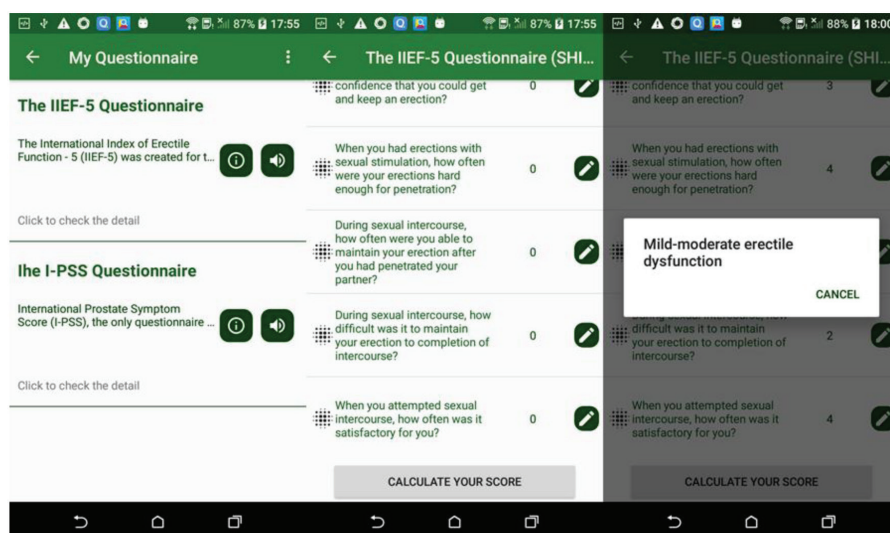 87% 17:55
My Questionnaire
The IIEF-5 Questionnaire
The International Index of Erectile
Function - 5 (IIEF-5) was created for t...
Click to check the detail
Ihe I-PSS Questionnaire
International Prostate Symptom
Score (I-PSS), the only questionnaire ...
Click to check the detail
87% 17:55
The IIEF-5 Questionnaire (SHI...
confidence that you could get
and keep an erection?
0
When you had erections with
sexual stimulation, how often
were your erections hard
enough for penetration?
0
During sexual intercourse,
how often were you able to
maintain your erection after
you had penetrated your
partner?
0
During sexual intercourse, how
difficult was it to maintain
your erection to completion of
intercourse?
0
When you attempted sexual
intercourse, how often was it
satisfactory for you?
0
CALCULATE YOUR SCORE
88% 18:00
The IIEF-5 Questionnaire (SHI...
confidence that you could get
and keep an erection?
3
When you had erections with
sexual stimulation, how often
were your erections hard
enough for penetration?
4
Mild-moderate erectile
dysfunction
CANCEL
During sexual intercourse, how
difficult was it to maintain
your erection to completion of
intercourse?
2
When you attempted sexual
intercourse, how often was it
satisfactory for you?
4
CALCULATE YOUR SCORE